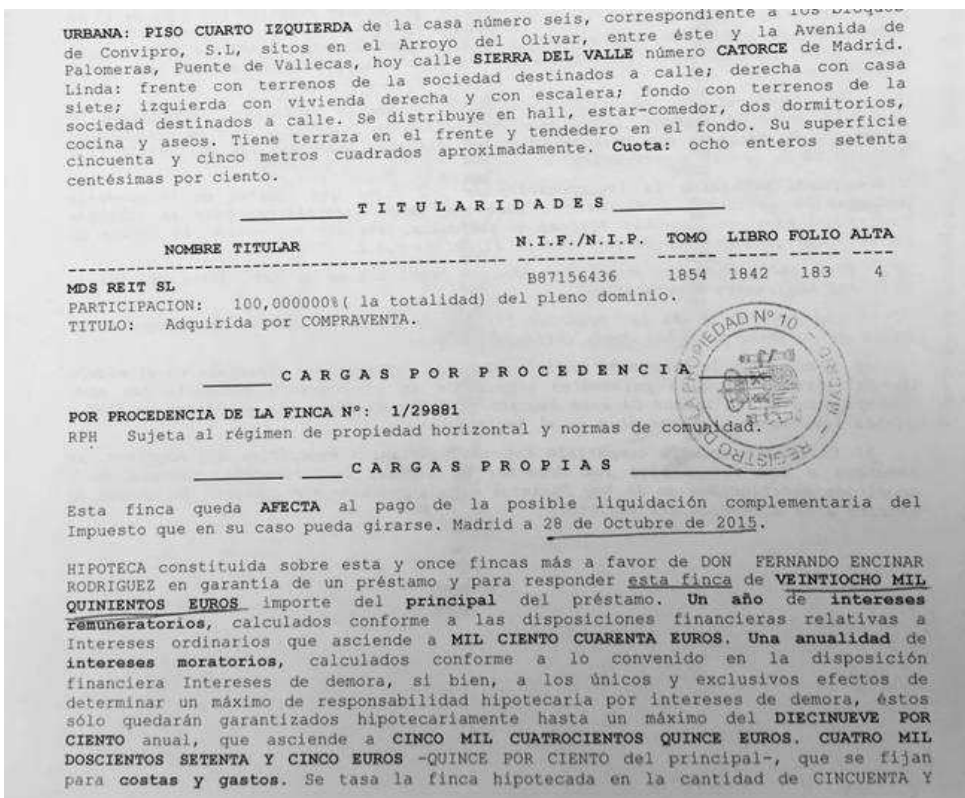 URBANA: PISO CUARTO IZQUIERDA de la casa número seis, correspondiente a los bloques
de Convipro, S.L, sitos en el Arroyo del Olivar, entre éste y la Avenida de
Palomeras, Puente de Vallecas, hoy calle SIERRA DEL VALLE número CATORCE de Madrid.
Linda: frente con terrenos de la sociedad destinados a calle; derecha con casa
siete; izquierda con vivienda derecha y con escalera; fondo con terrenos de la
sociedad destinados a calle. Se distribuye en hall, estar-comedor, dos dormitorios,
cocina y aseos. Tiene terraza en el frente y tendedero en el fondo. Su superficie
cincuenta y cinco metros cuadrados aproximadamente. Cuota: ocho enteros setenta
centésimas por ciento.
TITULARIDADES
NOMBRE TITULAR N.I.F./N.I.P. TOMO LIBRO FOLIO ALTA
MDS REIT SL B87156436 1854 1842 183 4
PARTICIPACION: 100,000000%( la totalidad) del pleno dominio.
TITULO: Adquirida por COMPRAVENTA.
REGISTRO DE LA PROPIEDAD Nº 10 - MADRID -
CARGAS POR PROCEDENCIA
POR PROCEDENCIA DE LA FINCA Nº: 1/29881
RPH Sujeta al régimen de propiedad horizontal y normas de comunidad.
CARGAS PROPIAS
Esta finca queda AFECTA al pago de la posible liquidación complementaria del
Impuesto que en su caso pueda girarse. Madrid a 28 de Octubre de 2015.
HIPOTECA constituida sobre esta y once fincas más a favor de DON FERNANDO ENCINAR
RODRIGUEZ en garantía de un préstamo y para responder esta finca de VEINTIOCHO MIL
QUINIENTOS EUROS importe del principal del préstamo. Un año de intereses
remuneratorios, calculados conforme a las disposiciones financieras relativas a
Intereses ordinarios que asciende a MIL CIENTO CUARENTA EUROS. Una anualidad de
intereses moratorios, calculados conforme a lo convenido en la disposición
financiera Intereses de demora, si bien, a los únicos y exclusivos efectos de
determinar un máximo de responsabilidad hipotecaria por intereses de demora, éstos
sólo quedarán garantizados hipotecariamente hasta un máximo del DIECINUEVE POR
CIENTO anual, que asciende a CINCO MIL CUATROCIENTOS QUINCE EUROS. CUATRO MIL
DOSCIENTOS SETENTA Y CINCO EUROS -QUINCE POR CIENTO del principal-, que se fijan
para costas y gastos. Se tasa la finca hipotecada en la cantidad de CINCUENTA Y